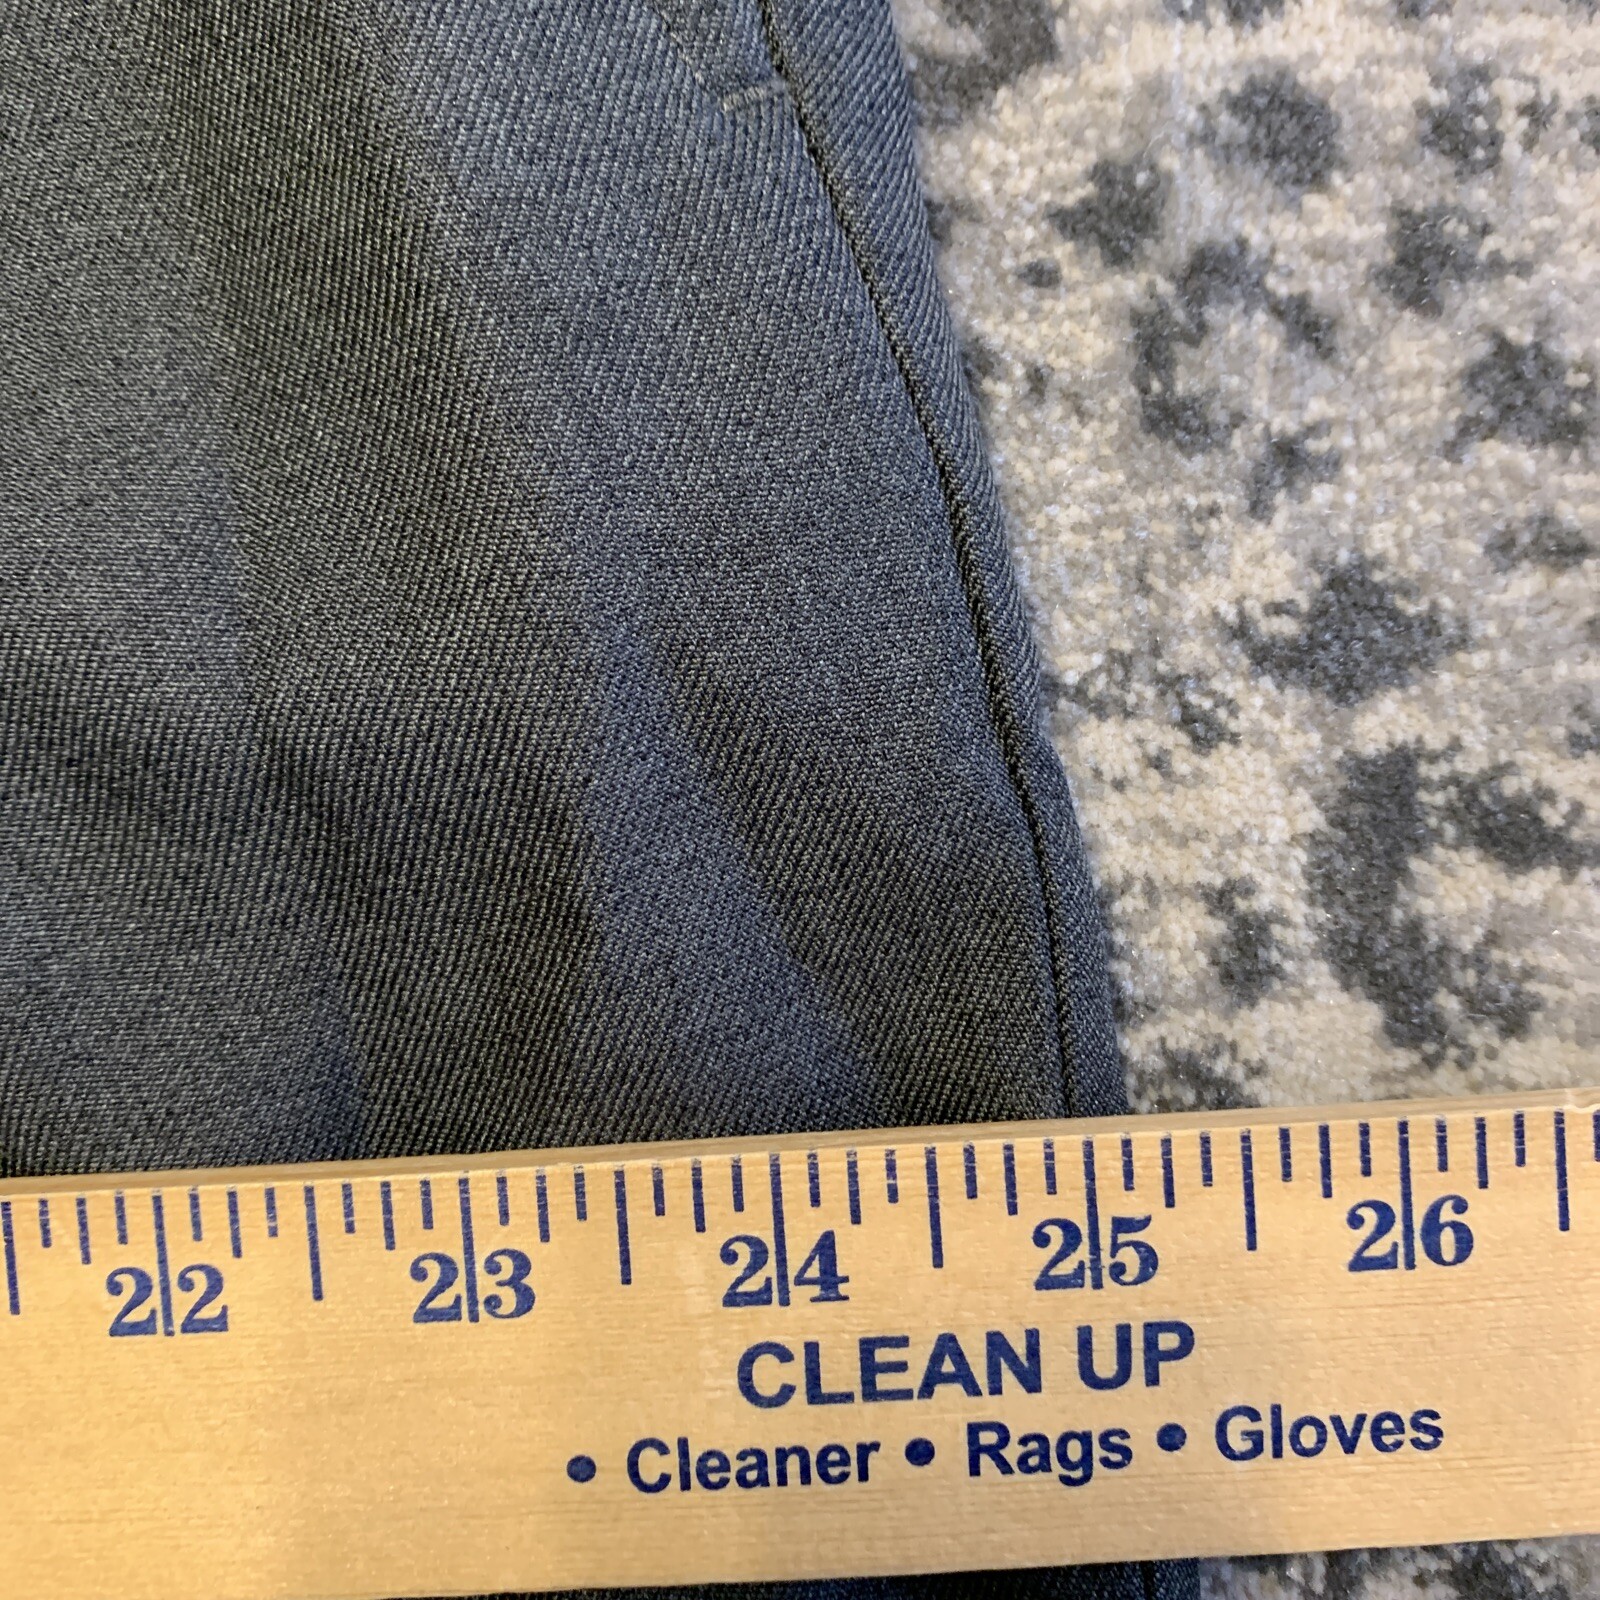 22 23 24 25 26
CLEAN UP
• Cleaner • Rags • Gloves